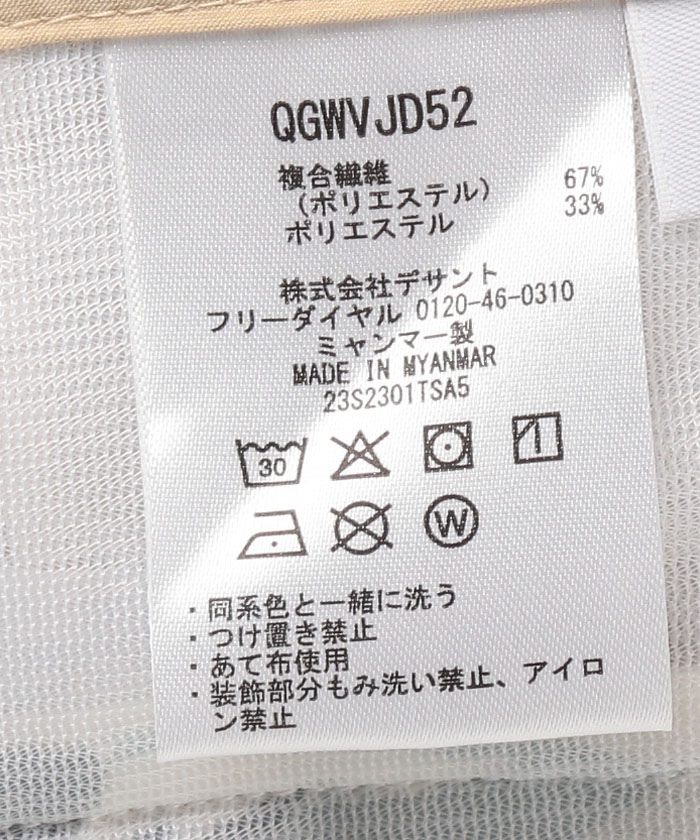 QGWVJD52
複合繊維
(ポリエステル) 67%
ポリエステル 33%
株式会社デサント
フリーダイヤル 0120-46-0310
ミャンマー製
MADE IN MYANMAR
23S2301TSA5
30
W
・同系色と一緒に洗う
・つけ置き禁止
・あて布使用
・装飾部分もみ洗い禁止、アイロ
ン禁止